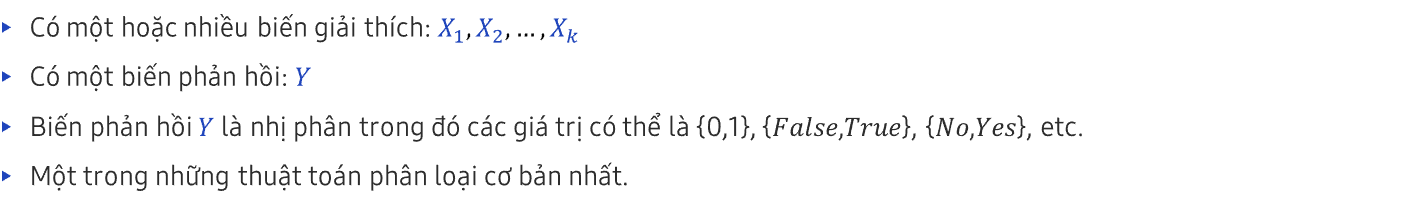 ▸ Có một hoặc nhiều biến giải thích: X₁, X₂, ... , Xₖ
▸ Có một biến phản hồi: Y
▸ Biến phản hồi Y là nhị phân trong đó các giá trị có thể là {0,1}, {False,True}, {No,Yes}, etc.
▸ Một trong những thuật toán phân loại cơ bản nhất.